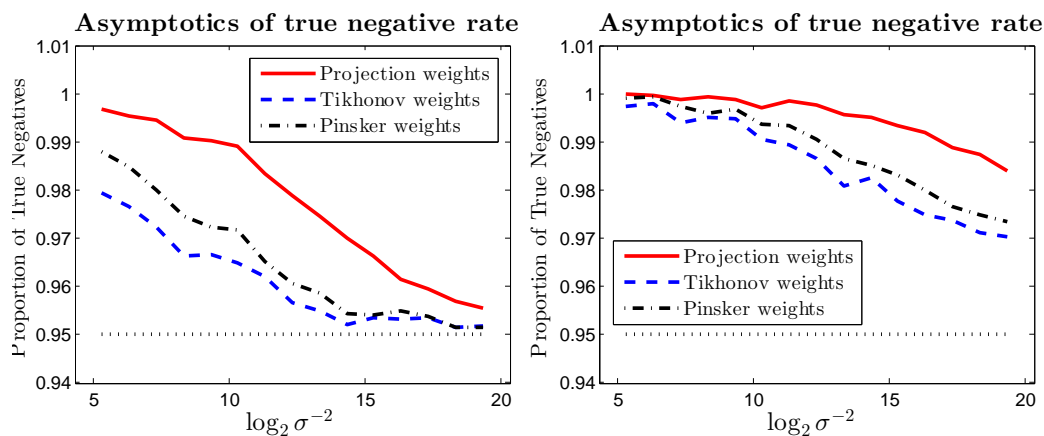 Asymptotics of true negative rate
Proportion of True Negatives
1.01
1
0.99
0.98
0.97
0.96
0.95
0.94
Projection weights
Tikhonov weights
Pinsker weights
5 10 15 20
log₂ σ⁻²
Asymptotics of true negative rate
Proportion of True Negatives
1.01
1
0.99
0.98
0.97
0.96
0.95
0.94
Projection weights
Tikhonov weights
Pinsker weights
5 10 15 20
log₂ σ⁻²